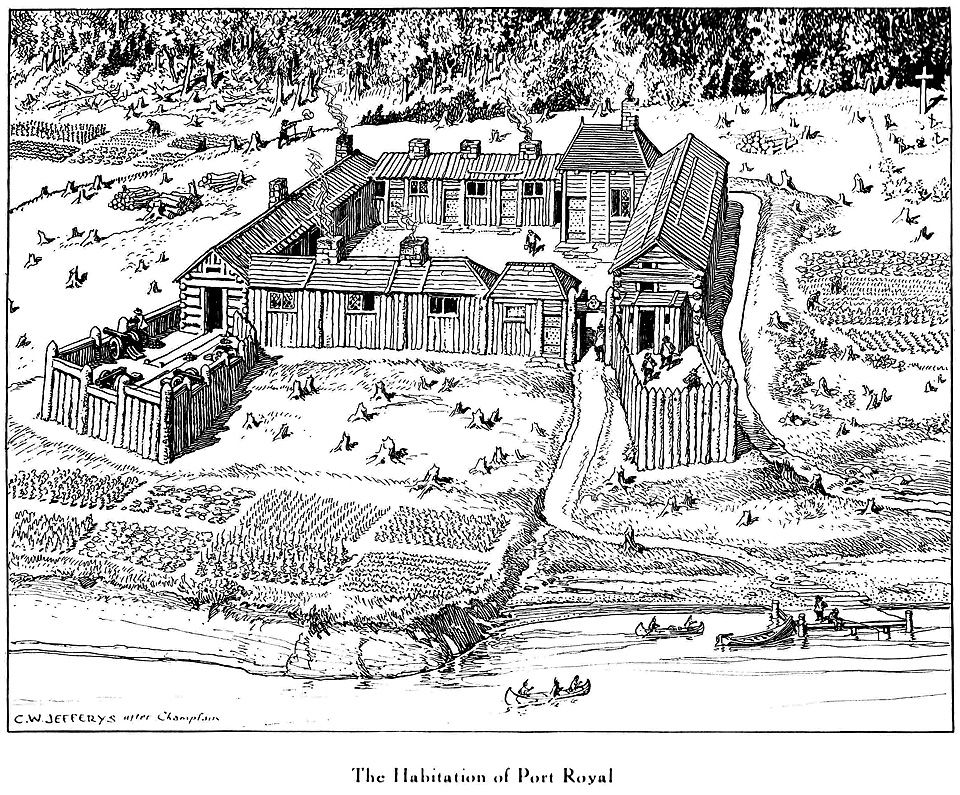 C.W. JEFFERYS after Champlain
The Habitation of Port Royal